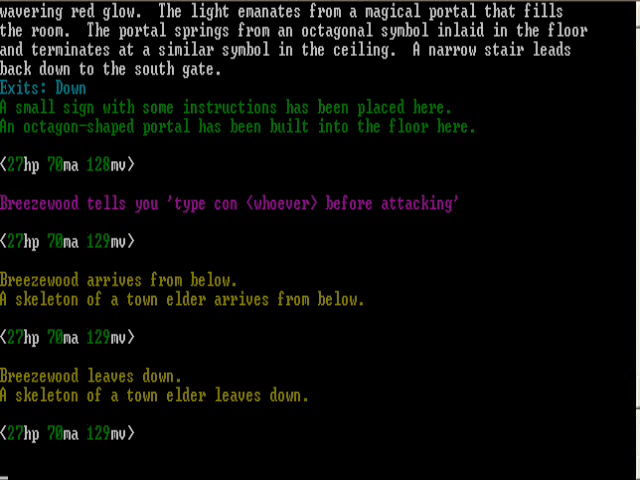 wavering red glow.  The light emanates from a magical portal that fills
the room.  The portal springs from an octagonal symbol inlaid in the floor
and terminates at a similar symbol in the ceiling.  A narrow stair leads
back down to the south gate.
Exits: Down
A small sign with some instructions has been placed here.
An octagon-shaped portal has been built into the floor here.
<27hp 70ma 128mv>
Breezewood tells you 'type con <whoever> before attacking'
<27hp 70ma 129mv>
Breezewood arrives from below.
A skeleton of a town elder arrives from below.
<27hp 70ma 129mv>
Breezewood leaves down.
A skeleton of a town elder leaves down.
<27hp 70ma 129mv>